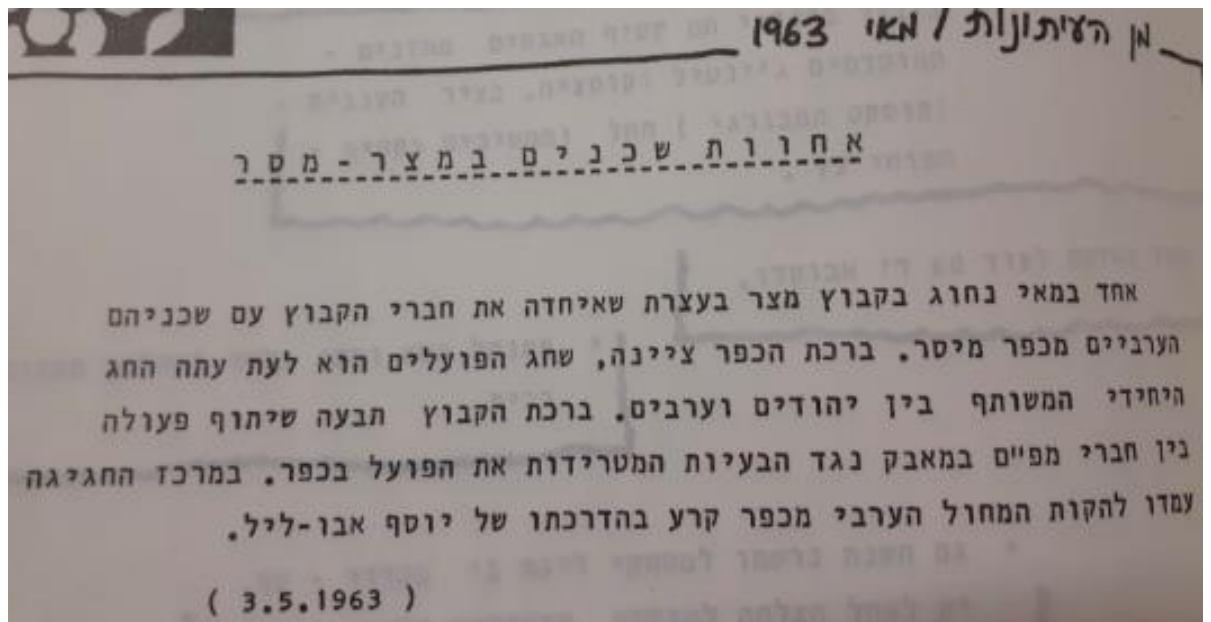 מן העיתונות / מאי 1963
אחוות שכנים במצר-מסר
אחד במאי נחוג בקבוץ מצר בעצרת שאיחדה את חברי הקבוץ עם שכניהם
הערביים מכפר מיסר. ברכת הכפר ציינה, שחג הפועלים הוא לעת עתה החג
היחידי המשותף בין יהודים וערבים. ברכת הקבוץ תבעה שיתוף פעולה
בין חברי מפ״ם במאבק נגד הבעיות המטרידות את הפועל בכפר. במרכז החגיגה
עמדו להקות המחול הערבי מכפר קרע בהדרכתו של יוסף אבו-ליל.
( 3.5.1963 )